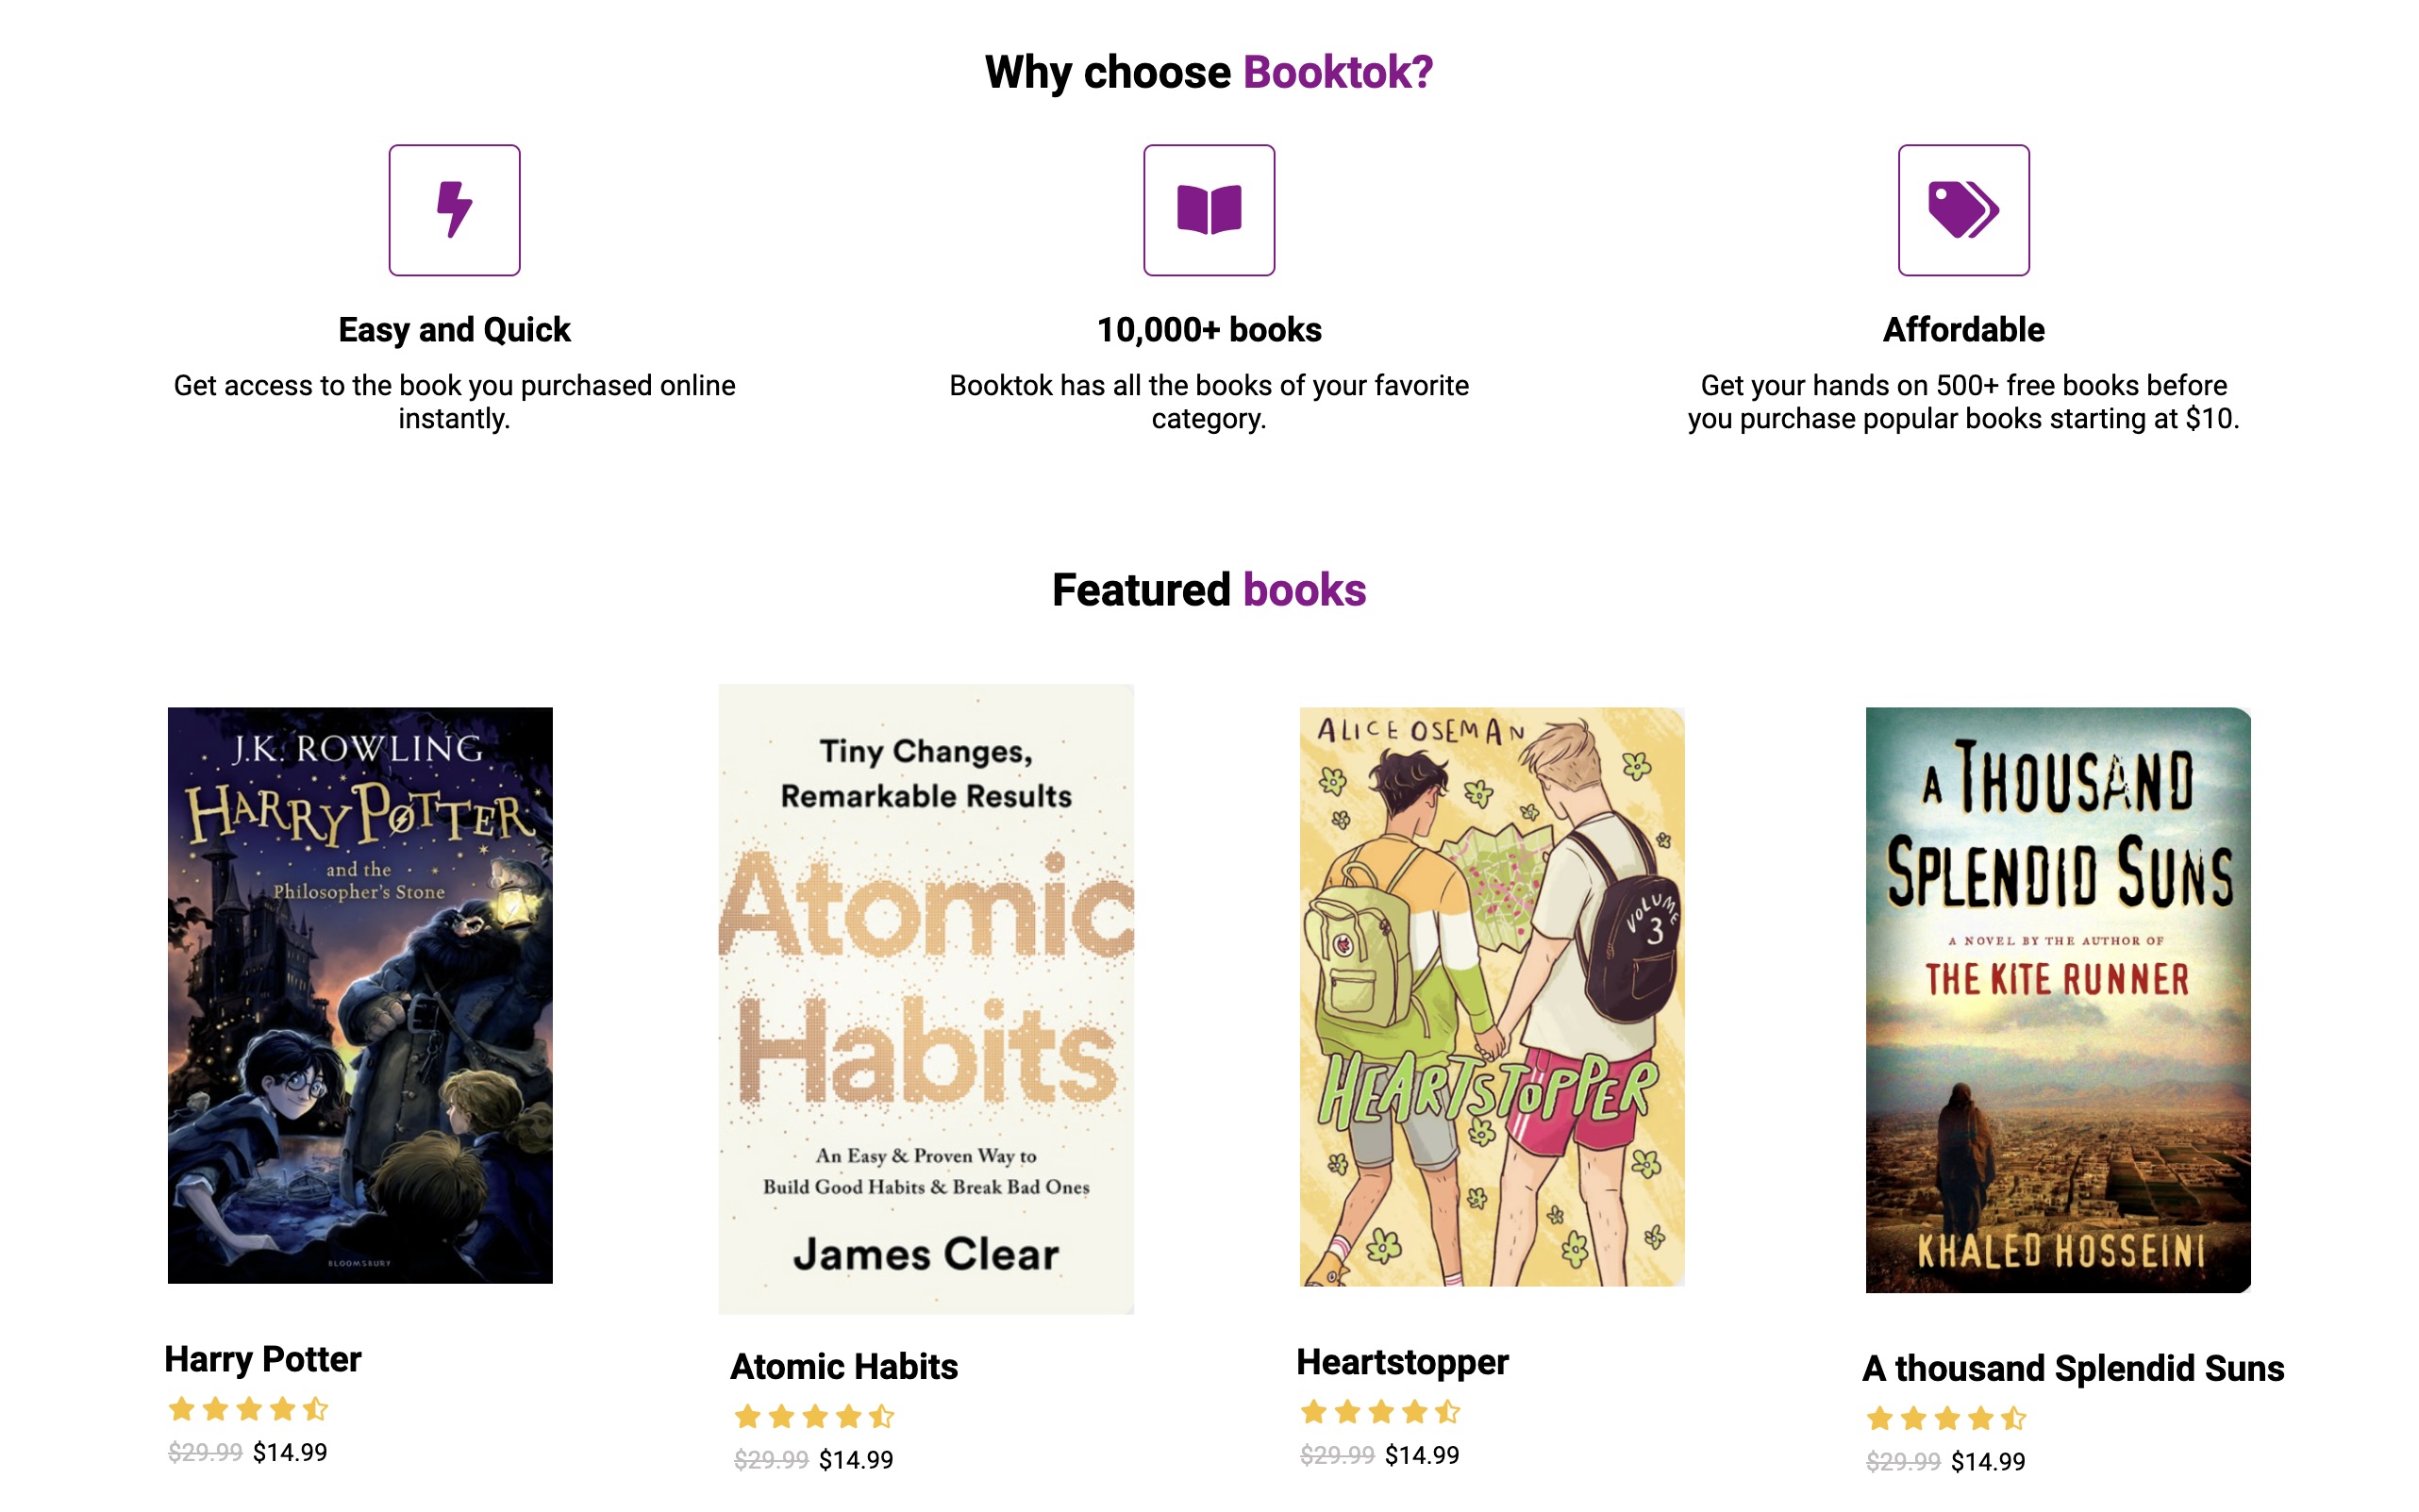 Why choose Booktok?
Easy and Quick
Get access to the book you purchased online
instantly.
10,000+ books
Booktok has all the books of your favorite
category.
Affordable
Get your hands on 500+ free books before
you purchase popular books starting at $10.
Featured books
J.K. ROWLING
HARRY POTTER
and the
Philosopher's Stone
BLOOMSBURY
Harry Potter
$29.99 $14.99
Tiny Changes,
Remarkable Results
Atomic
Habits
An Easy & Proven Way to
Build Good Habits & Break Bad Ones
James Clear
Atomic Habits
$29.99 $14.99
ALICE OSEMAN
VOLUME
3
HEARTSTOPPER
Heartstopper
$29.99 $14.99
A THOUSAND
SPLENDID SUNS
A NOVEL BY THE AUTHOR OF
THE KITE RUNNER
KHALED HOSSEINI
A thousand Splendid Suns
$29.99 $14.99